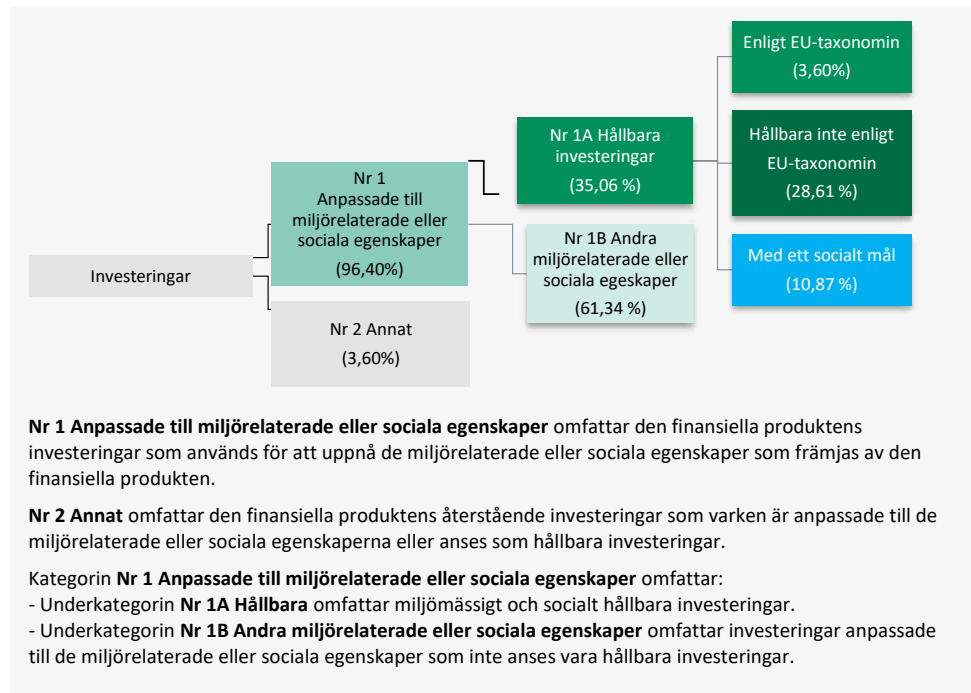 Investeringar
Nr 1
Anpassade till
miljörelaterade eller
sociala egenskaper
(96,40%)
Nr 2 Annat
(3,60%)
Nr 1A Hållbara
investeringar
(35,06 %)
Nr 1B Andra
miljörelaterade eller
sociala egeskaper
(61,34 %)
Enligt EU-taxonomin
(3,60%)
Hållbara inte enligt
EU-taxonomin
(28,61 %)
Med ett socialt mål
(10,87 %)
Nr 1 Anpassade till miljörelaterade eller sociala egenskaper omfattar den finansiella produktens
investeringar som används för att uppnå de miljörelaterade eller sociala egenskaper som främjas av den
finansiella produkten.
Nr 2 Annat omfattar den finansiella produktens återstående investeringar som varken är anpassade till de
miljörelaterade eller sociala egenskaperna eller anses som hållbara investeringar.
Kategorin Nr 1 Anpassade till miljörelaterade eller sociala egenskaper omfattar:
- Underkategorin Nr 1A Hållbara omfattar miljömässigt och socialt hållbara investeringar.
- Underkategorin Nr 1B Andra miljörelaterade eller sociala egenskaper omfattar investeringar anpassade
till de miljörelaterade eller sociala egenskaper som inte anses vara hållbara investeringar.